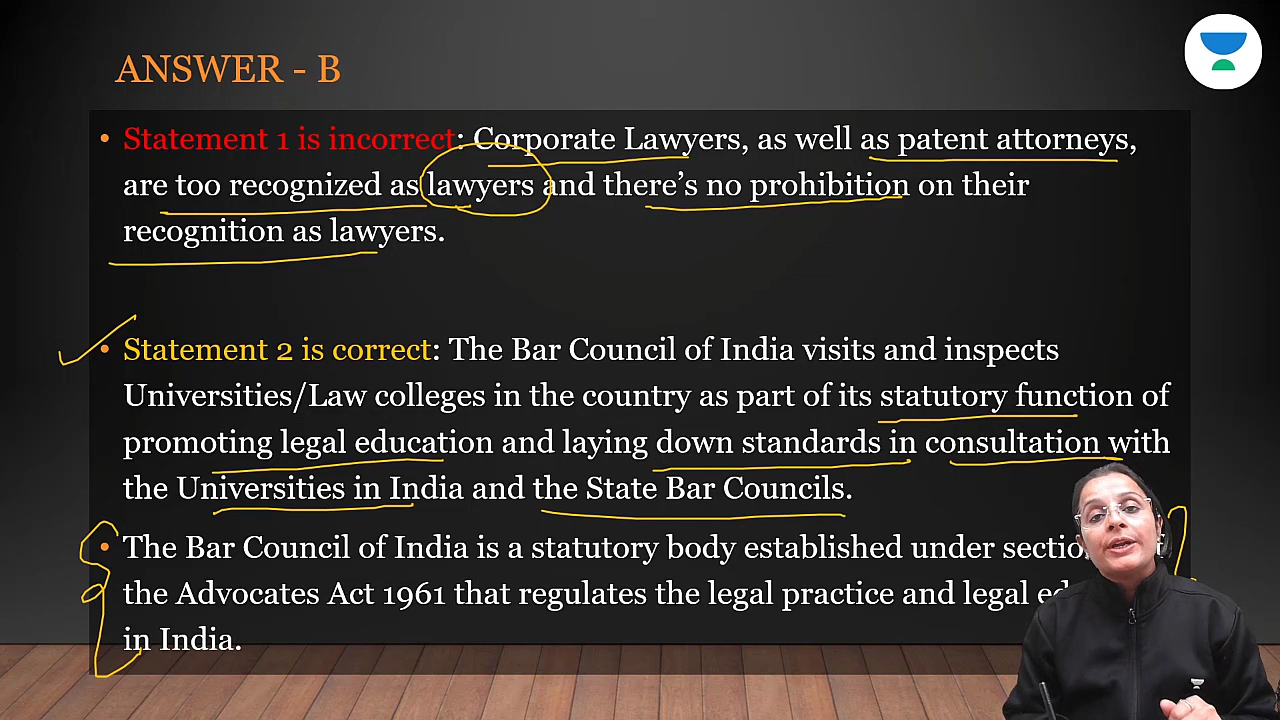 ANSWER - B
• Statement 1 is incorrect: Corporate Lawyers, as well as patent attorneys,
are too recognized as lawyers and there's no prohibition on their
recognition as lawyers.
• Statement 2 is correct: The Bar Council of India visits and inspects
Universities/Law colleges in the country as part of its statutory function of
promoting legal education and laying down standards in consultation with
the Universities in India and the State Bar Councils.
• The Bar Council of India is a statutory body established under
the Advocates Act 1961 that regulates the legal practice and legal
in India.